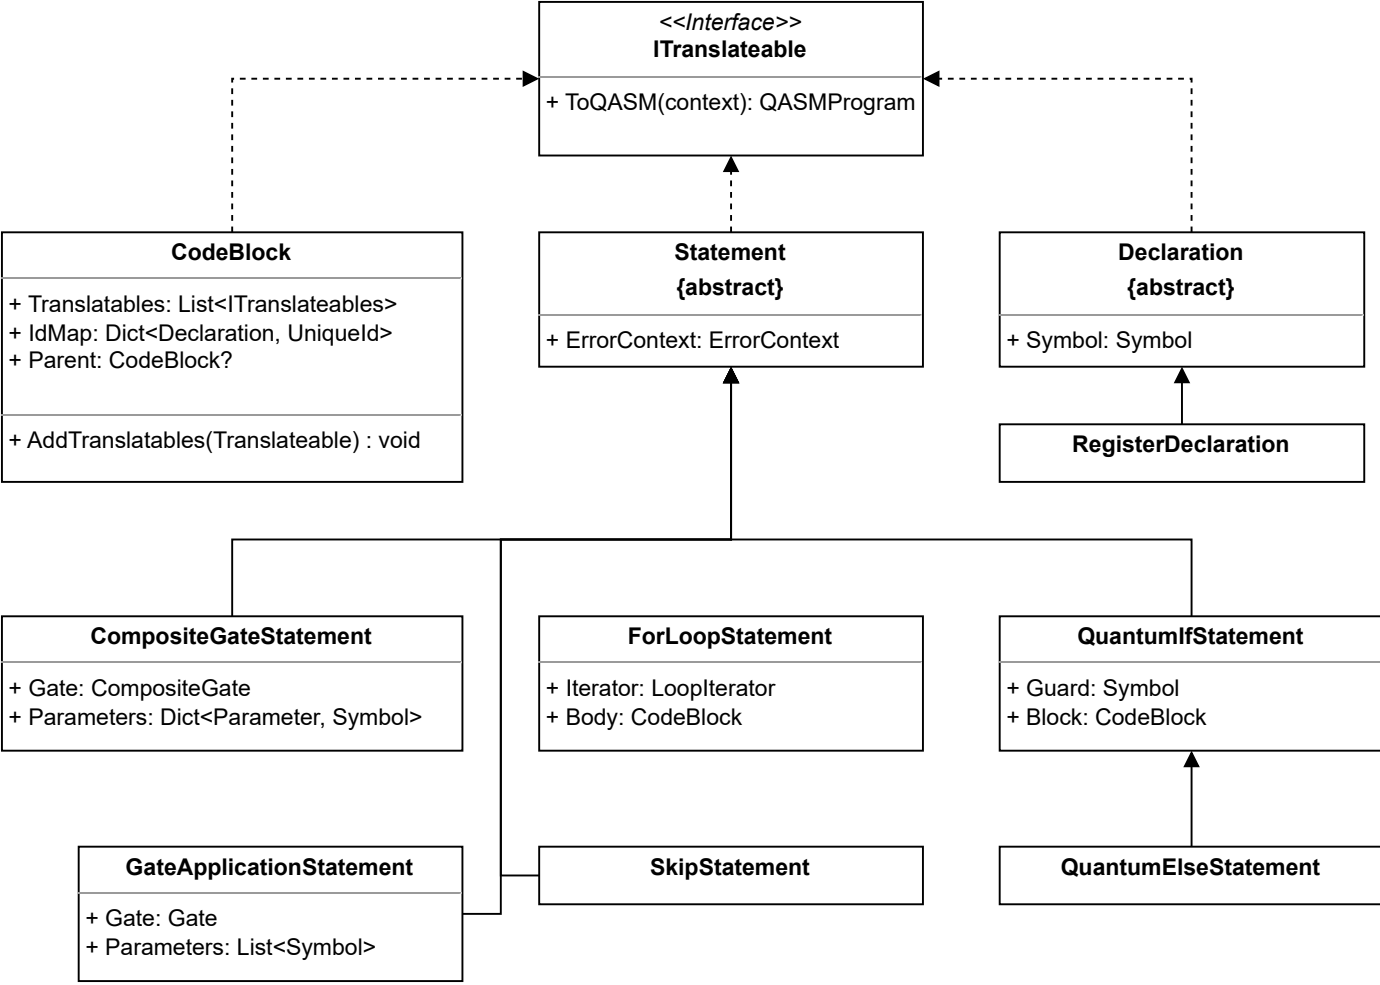 <<Interface>>
ITranslateable
+ ToQASM(context): QASMProgram
CodeBlock
+ Translatables: List<ITranslateables>
+ IdMap: Dict<Declaration, UniqueId>
+ Parent: CodeBlock?
+ AddTranslatables(Translateable) : void
Statement
{abstract}
+ ErrorContext: ErrorContext
Declaration
{abstract}
+ Symbol: Symbol
RegisterDeclaration
CompositeGateStatement
+ Gate: CompositeGate
+ Parameters: Dict<Parameter, Symbol>
ForLoopStatement
+ Iterator: LoopIterator
+ Body: CodeBlock
QuantumIfStatement
+ Guard: Symbol
+ Block: CodeBlock
GateApplicationStatement
+ Gate: Gate
+ Parameters: List<Symbol>
SkipStatement
QuantumElseStatement